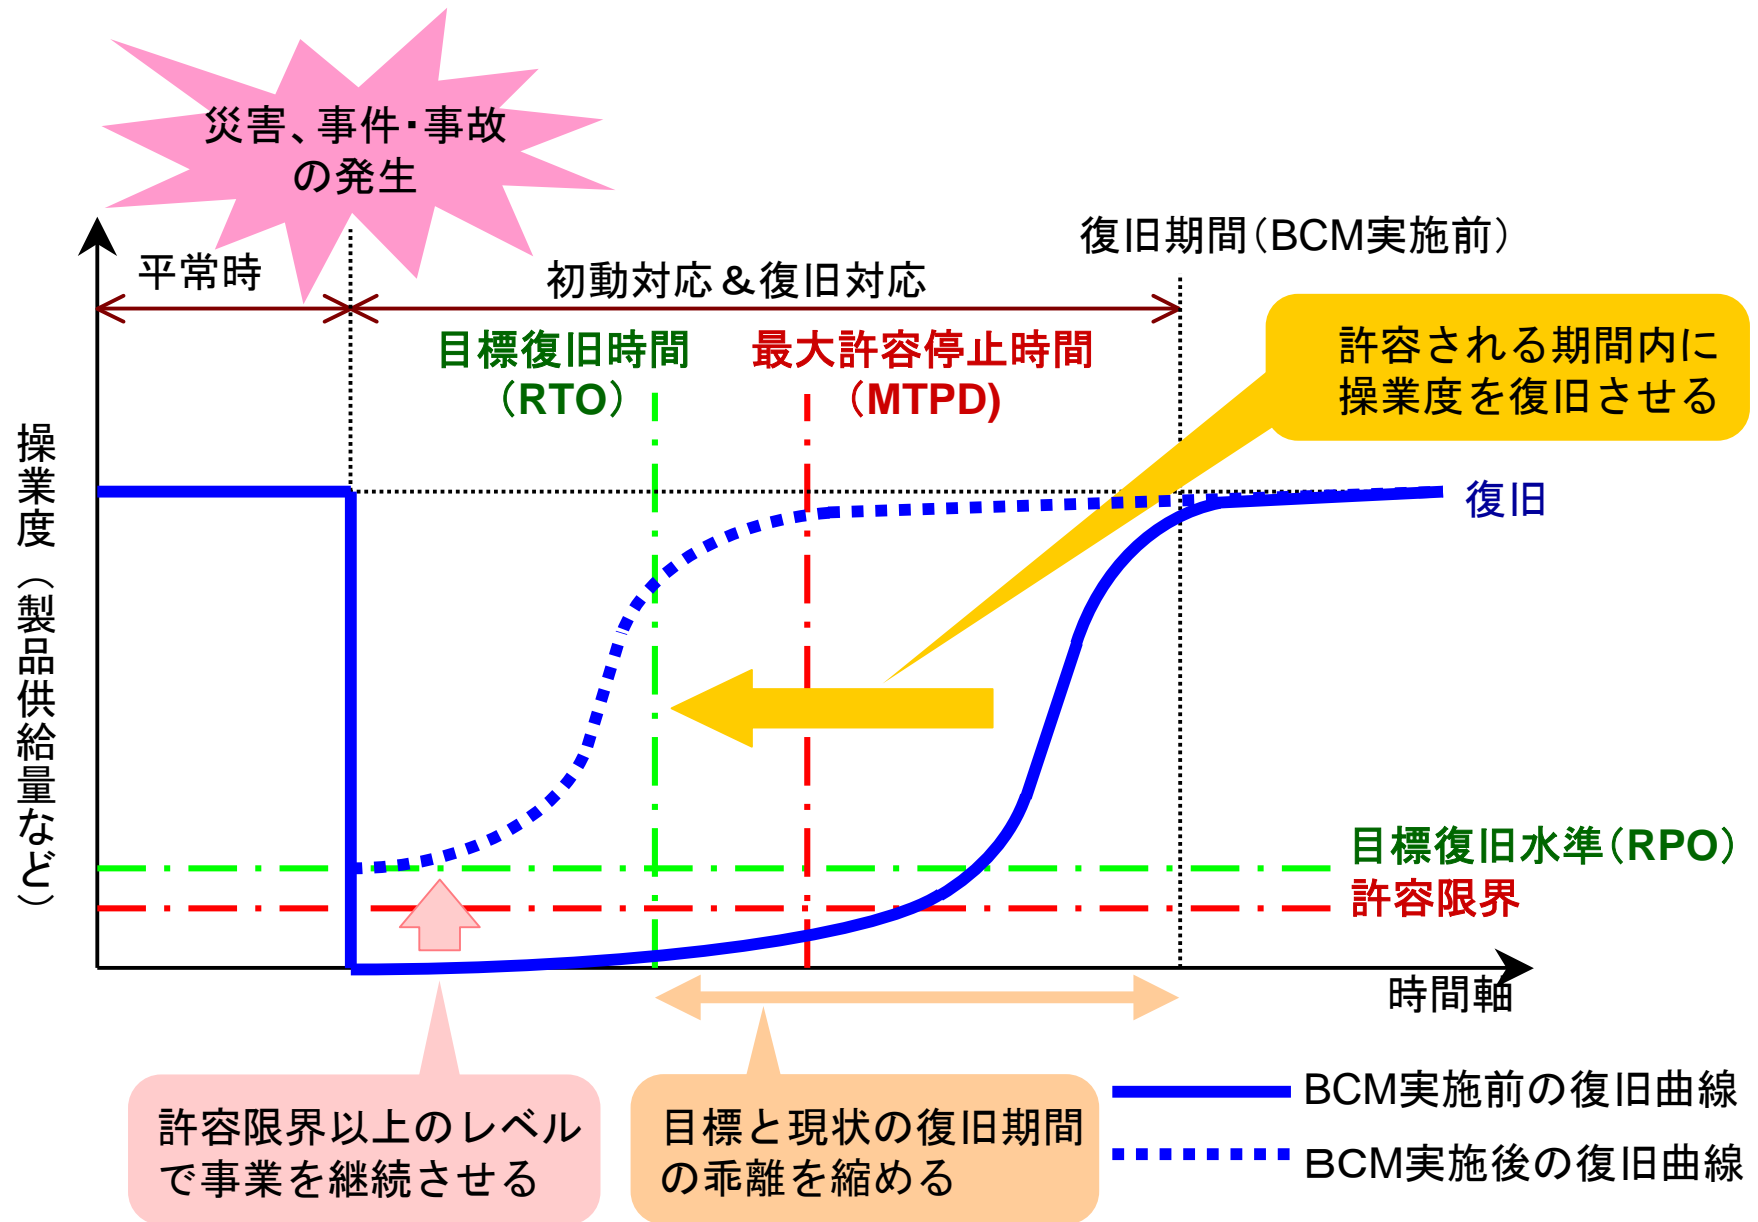 災害、事件・事故
の発生
復旧期間（BCM実施前）
平常時
初動対応＆復旧対応
目標復旧時間
（RTO）
最大許容停止時間
（MTPD)
許容される期間内に
操業度を復旧させる
操業度（製品供給量など）
復旧
目標復旧水準（RPO）
許容限界
時間軸
許容限界以上のレベル
で事業を継続させる
目標と現状の復旧期間
の乖離を縮める
BCM実施前の復旧曲線
BCM実施後の復旧曲線